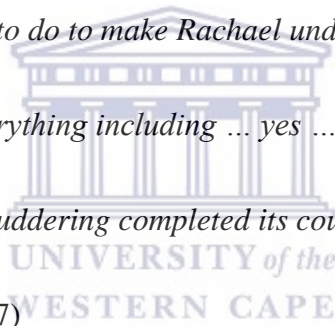 to do to make Rachael und
rything including ... yes ...
uddering completed its cou
UNIVERSITY of the
7)
WESTERN CAPE